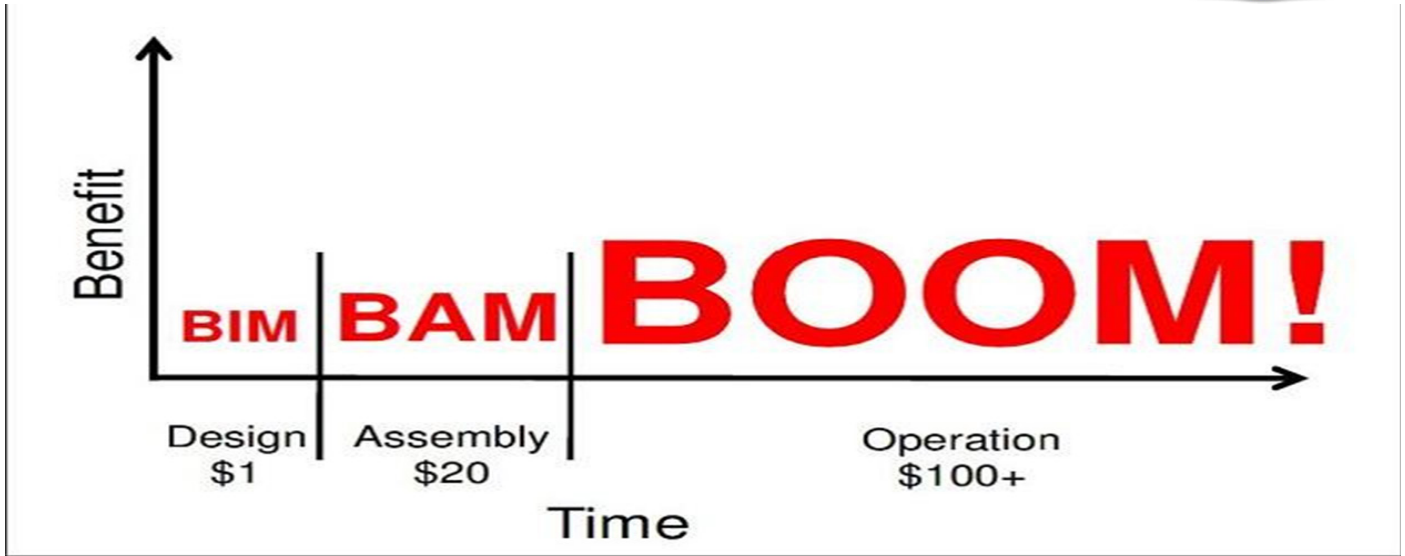 Benefit
BIM BAM BOOM!
Design Assembly Operation
$1 $20 $100+
Time